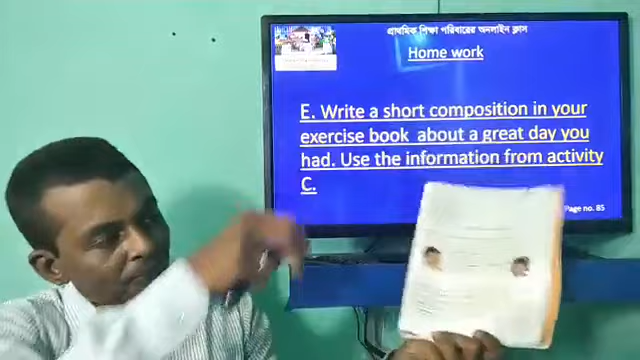 প্রাথমিক শিক্ষা পরিবারের অনলাইন ক্লাস
Home work
E. Write a short composition in your
exercise book about a great day you
had. Use the information from activity
C.
Page no. 85